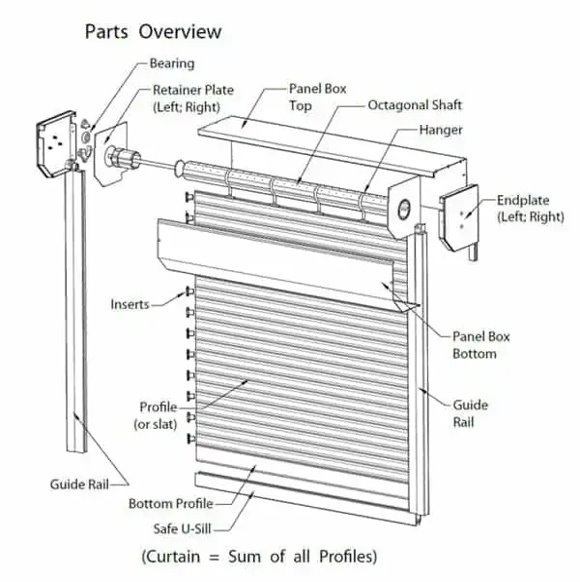 Parts Overview
Bearing
Retainer Plate
(Left; Right)
Panel Box
Top
Octagonal Shaft
Hanger
Endplate
(Left; Right)
Inserts
Panel Box
Bottom
Profile
(or slat)
Guide
Rail
Guide Rail
Bottom Profile
Safe U-Sill
(Curtain = Sum of all Profiles)